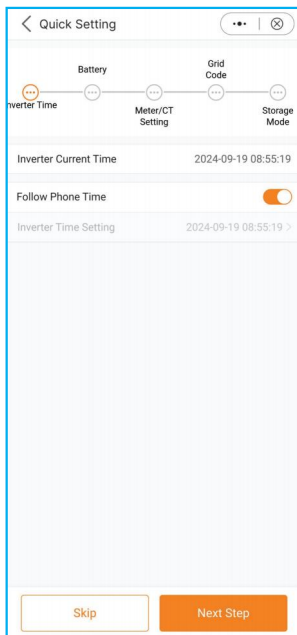 Quick Setting
Battery
Grid
Code
nverter Time
Meter/CT
Setting
Storage
Mode
Inverter Current Time 2024-09-19 08:55:19
Follow Phone Time
Inverter Time Setting 2024-09-19 08:55:19 >
Skip Next Step